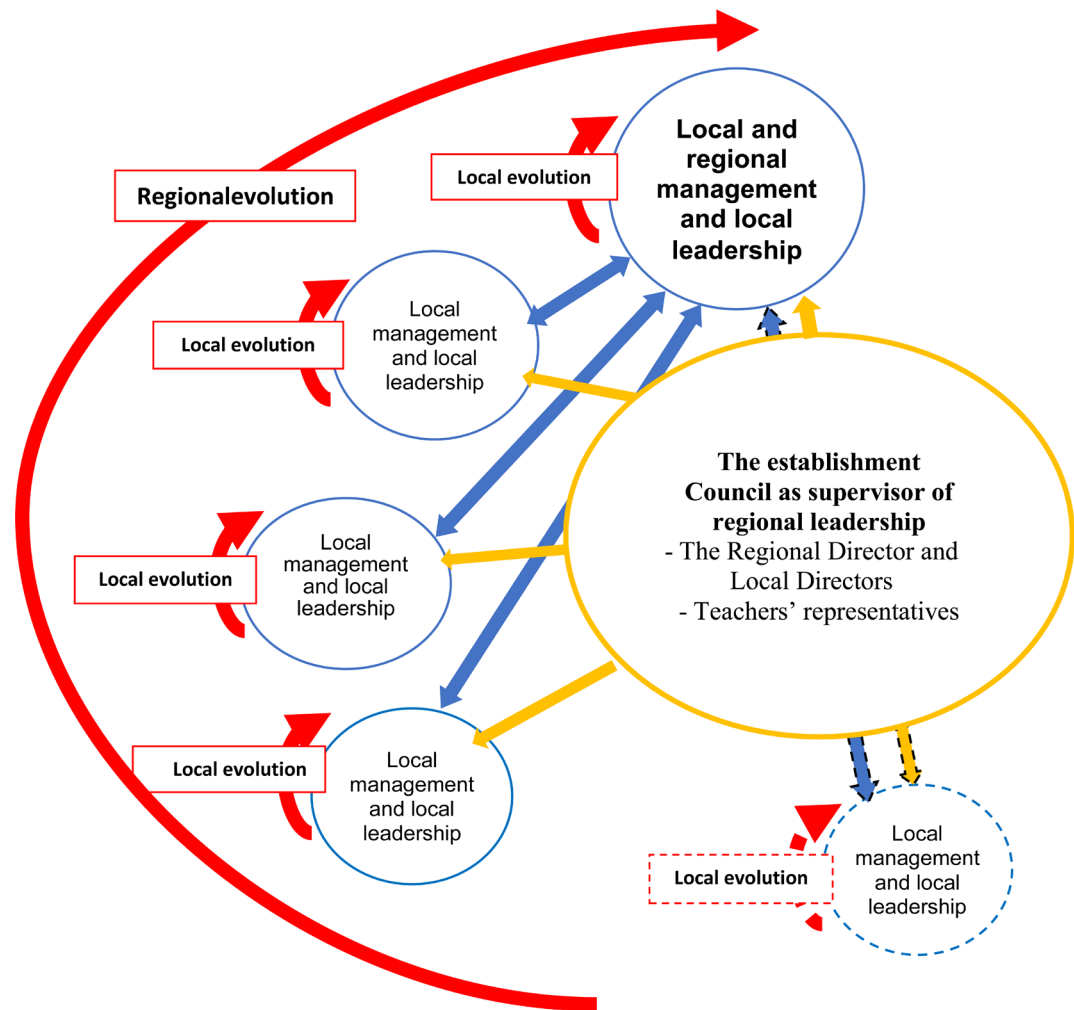 Local and
regional
management
and local
leadership
Local evolution
Regionalevolution
Local
management
and local
leadership
Local evolution
The establishment
Council as supervisor of
regional leadership
- The Regional Director and
Local Directors
- Teachers’ representatives
Local
management
and local
leadership
Local evolution
Local
management
and local
leadership
Local evolution
Local
management
and local
leadership
Local evolution